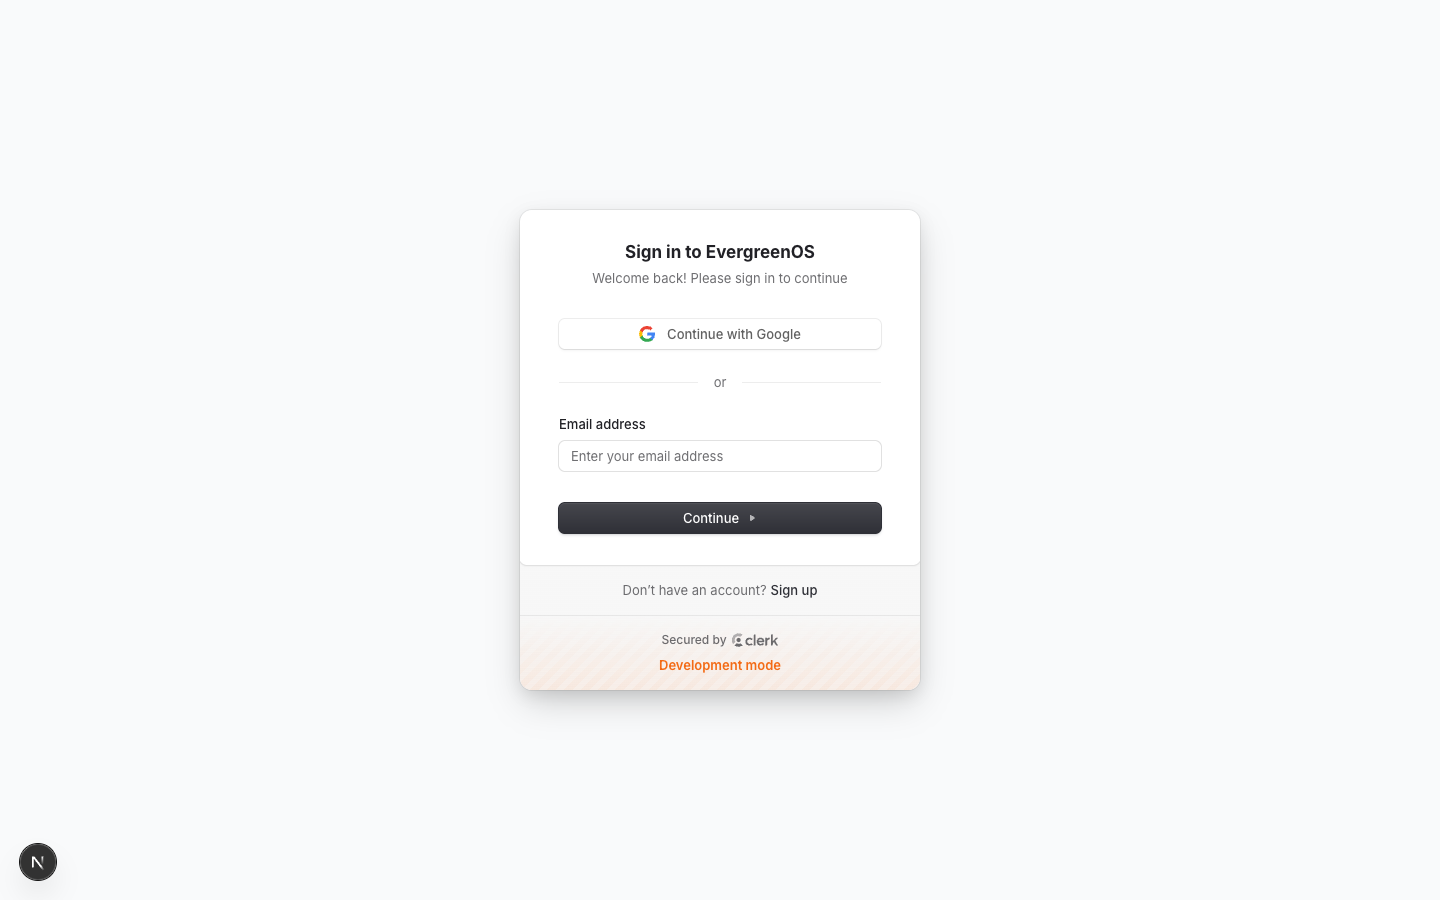 Sign in to EvergreenOS
Welcome back! Please sign in to continue
Continue with Google
or
Email address
Enter your email address
Continue
Don’t have an account? Sign up
Secured by clerk
Development mode
N